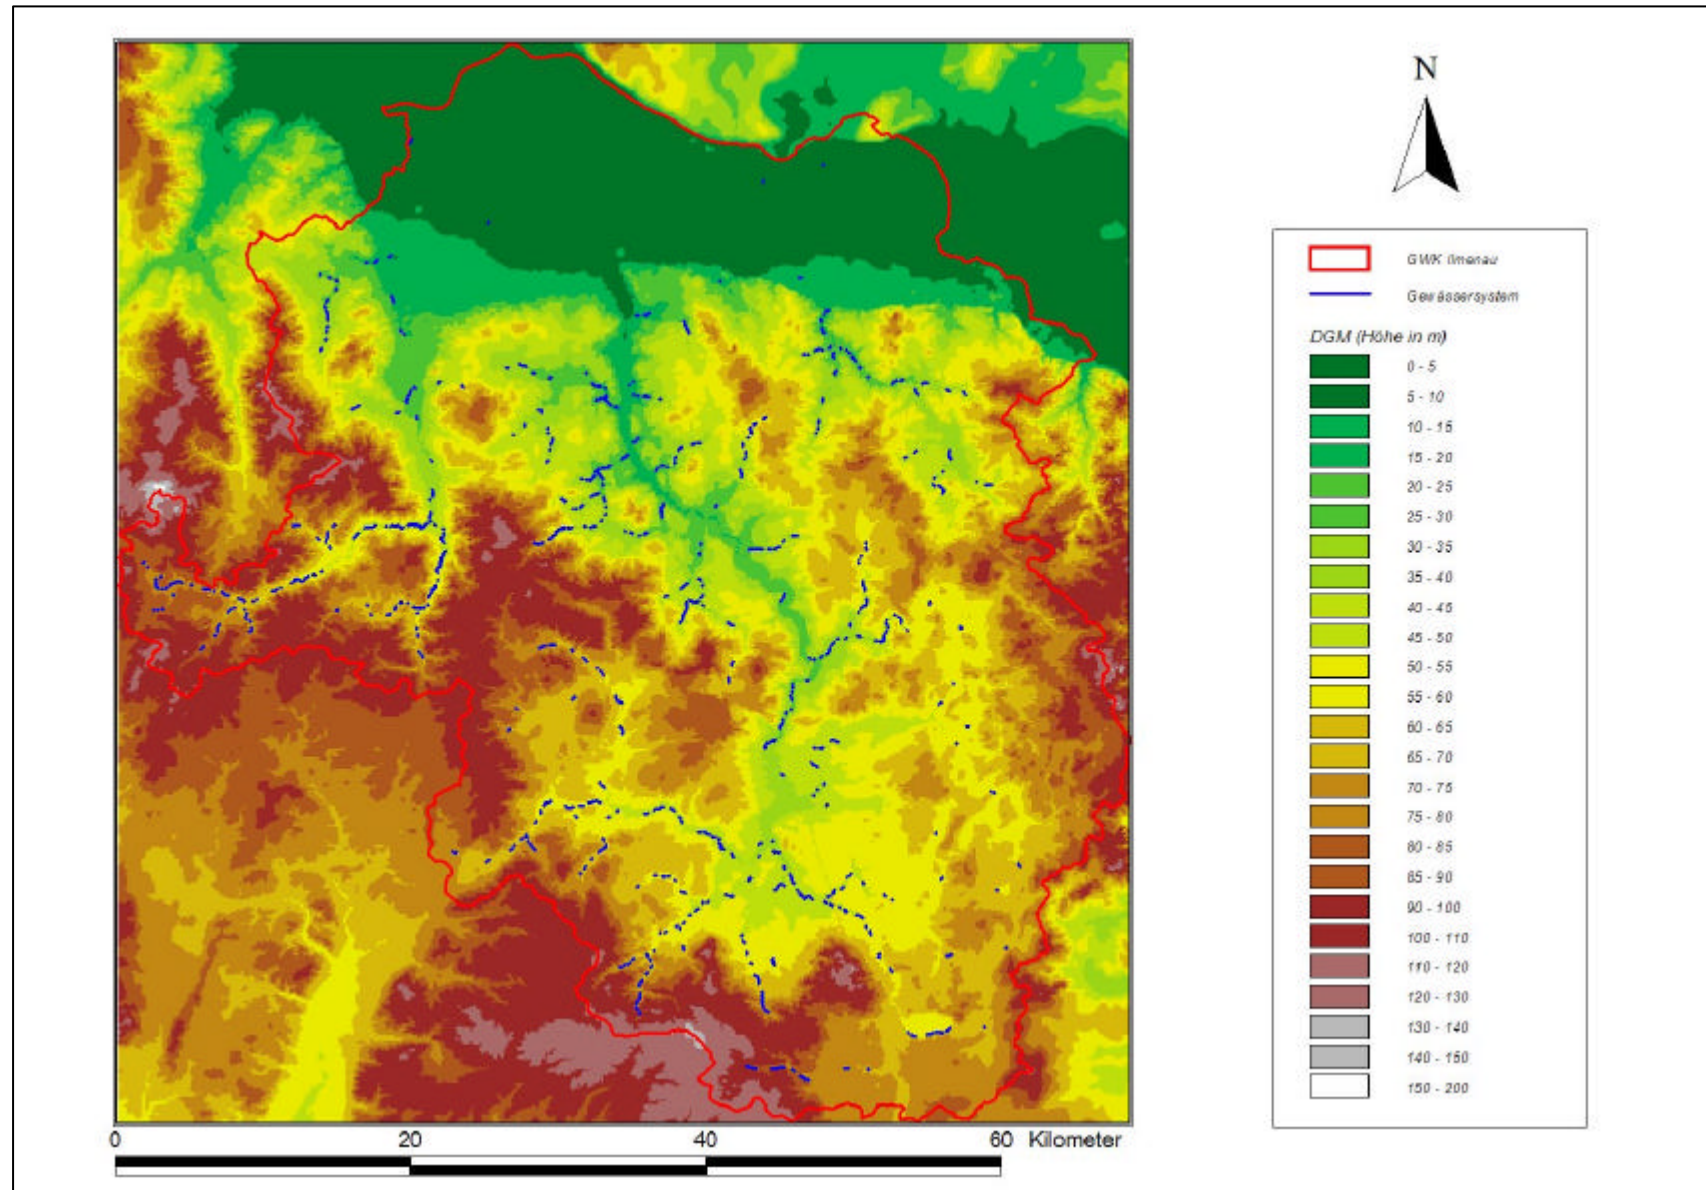 N
GWK Ilmenau
Gewässersystem
DGM (Höhe in m)
0 - 5
5 - 10
10 - 15
15 - 20
20 - 25
25 - 30
30 - 35
35 - 40
40 - 45
45 - 50
50 - 55
55 - 60
60 - 65
65 - 70
70 - 75
75 - 80
80 - 85
85 - 90
90 - 100
100 - 110
110 - 120
120 - 130
130 - 140
140 - 150
150 - 200
0 20 40 60 Kilometer